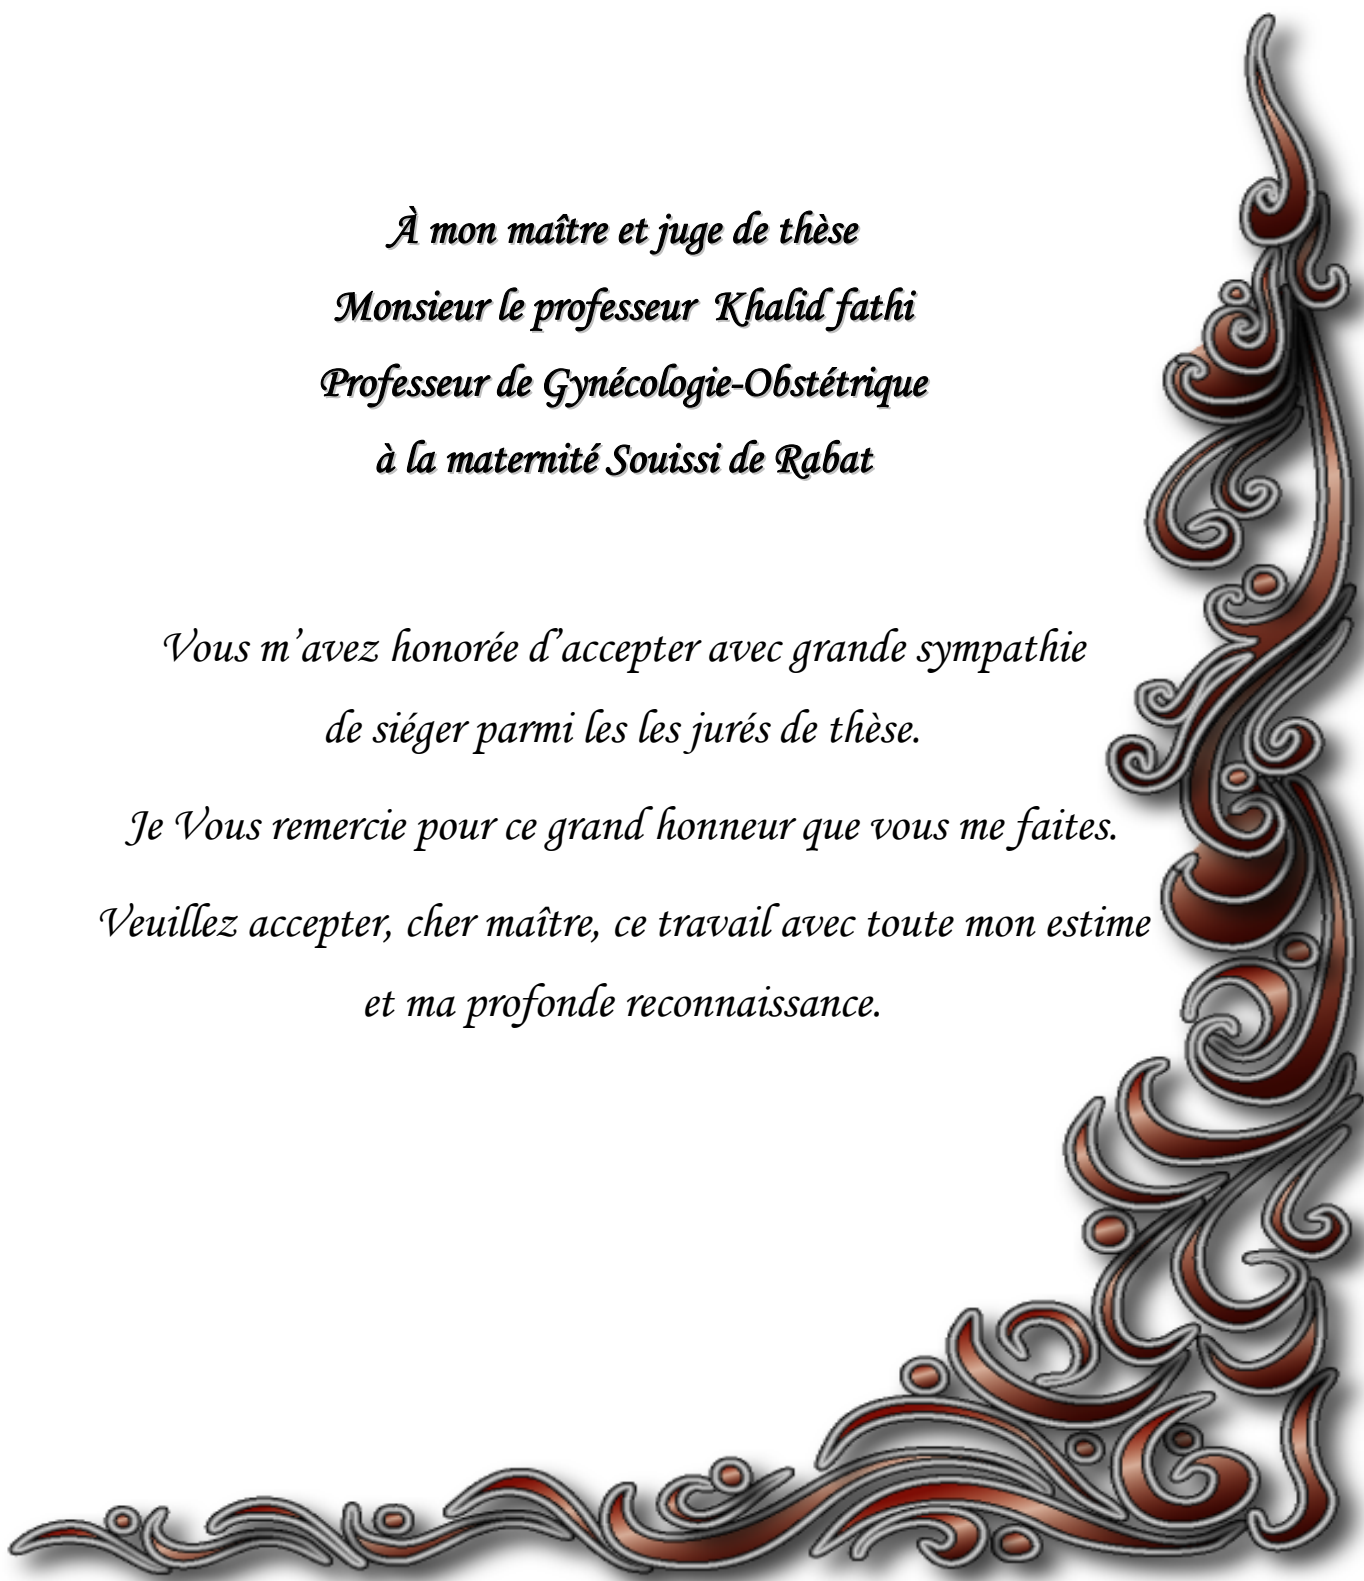 À mon maître et juge de thèse
Monsieur le professeur Khalid fathi
Professeur de Gynécologie-Obstétrique
à la maternité Souissi de Rabat
Vous m’avez honorée d’accepter avec grande sympathie
de siéger parmi les les jurés de thèse.
Je Vous remercie pour ce grand honneur que vous me faites.
Veuillez accepter, cher maître, ce travail avec toute mon estime
et ma profonde reconnaissance.